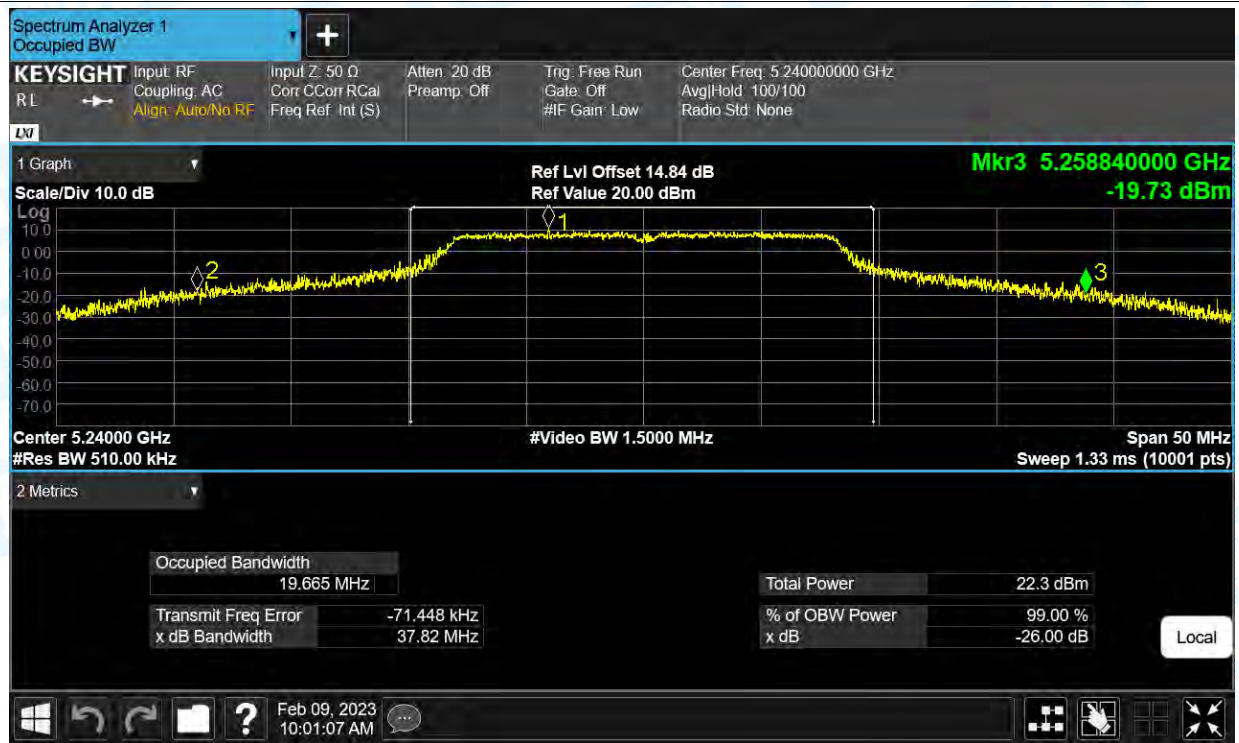 Spectrum Analyzer 1
Occupied BW
+
KEYSIGHT
RL
LXI
Input: RF
Coupling: AC
Align: Auto/No RF
Input Z: 50 Ω
Corr CCorr RCal
Freq Ref: Int (S)
Atten: 20 dB
Preamp: Off
Trig: Free Run
Gate: Off
#IF Gain: Low
Center Freq: 5.240000000 GHz
Avg|Hold: 100/100
Radio Std: None
1 Graph
Scale/Div 10.0 dB
Ref Lvl Offset 14.84 dB
Ref Value 20.00 dBm
Mkr3 5.258840000 GHz
-19.73 dBm
Log
10.0
0.00
-10.0
-20.0
-30.0
-40.0
-50.0
-60.0
-70.0
1
2
3
Center 5.24000 GHz
#Video BW 1.5000 MHz
Span 50 MHz
#Res BW 510.00 kHz
Sweep 1.33 ms (10001 pts)
2 Metrics
Occupied Bandwidth
19.665 MHz
Transmit Freq Error -71.448 kHz
x dB Bandwidth 37.82 MHz
Total Power 22.3 dBm
% of OBW Power 99.00 %
x dB -26.00 dB
Local
?
Feb 09, 2023
10:01:07 AM